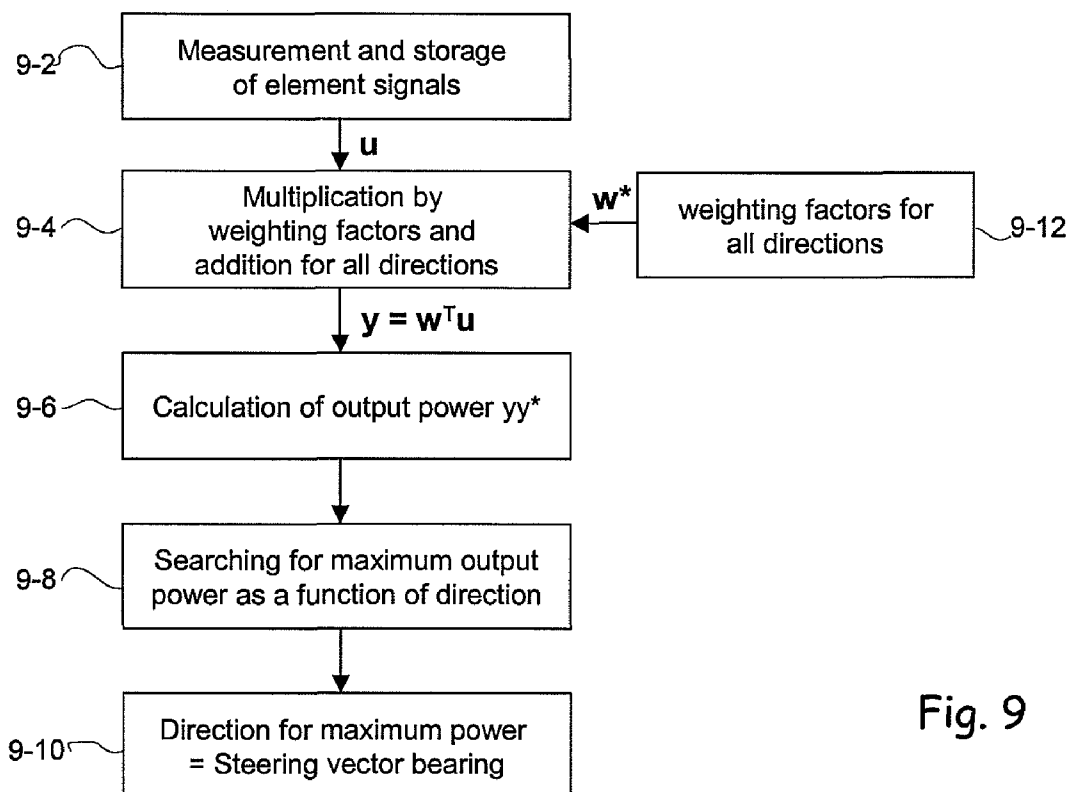 9-2
Measurement and storage
of element signals
u
9-4
Multiplication by
weighting factors and
addition for all directions
w*
weighting factors for
all directions
9-12
y = wᵀu
9-6
Calculation of output power yy*
9-8
Searching for maximum output
power as a function of direction
9-10
Direction for maximum power
= Steering vector bearing
Fig. 9